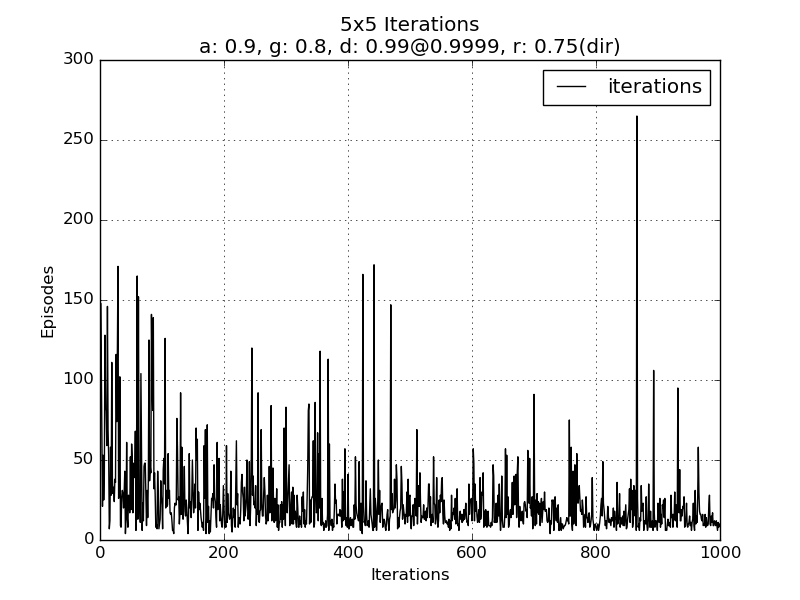 5x5 Iterations
a: 0.9, g: 0.8, d: 0.99@0.9999, r: 0.75(dir)
300
iterations
250
200
150
100
50
0
Episodes
0 200 400 600 800 1000
Iterations